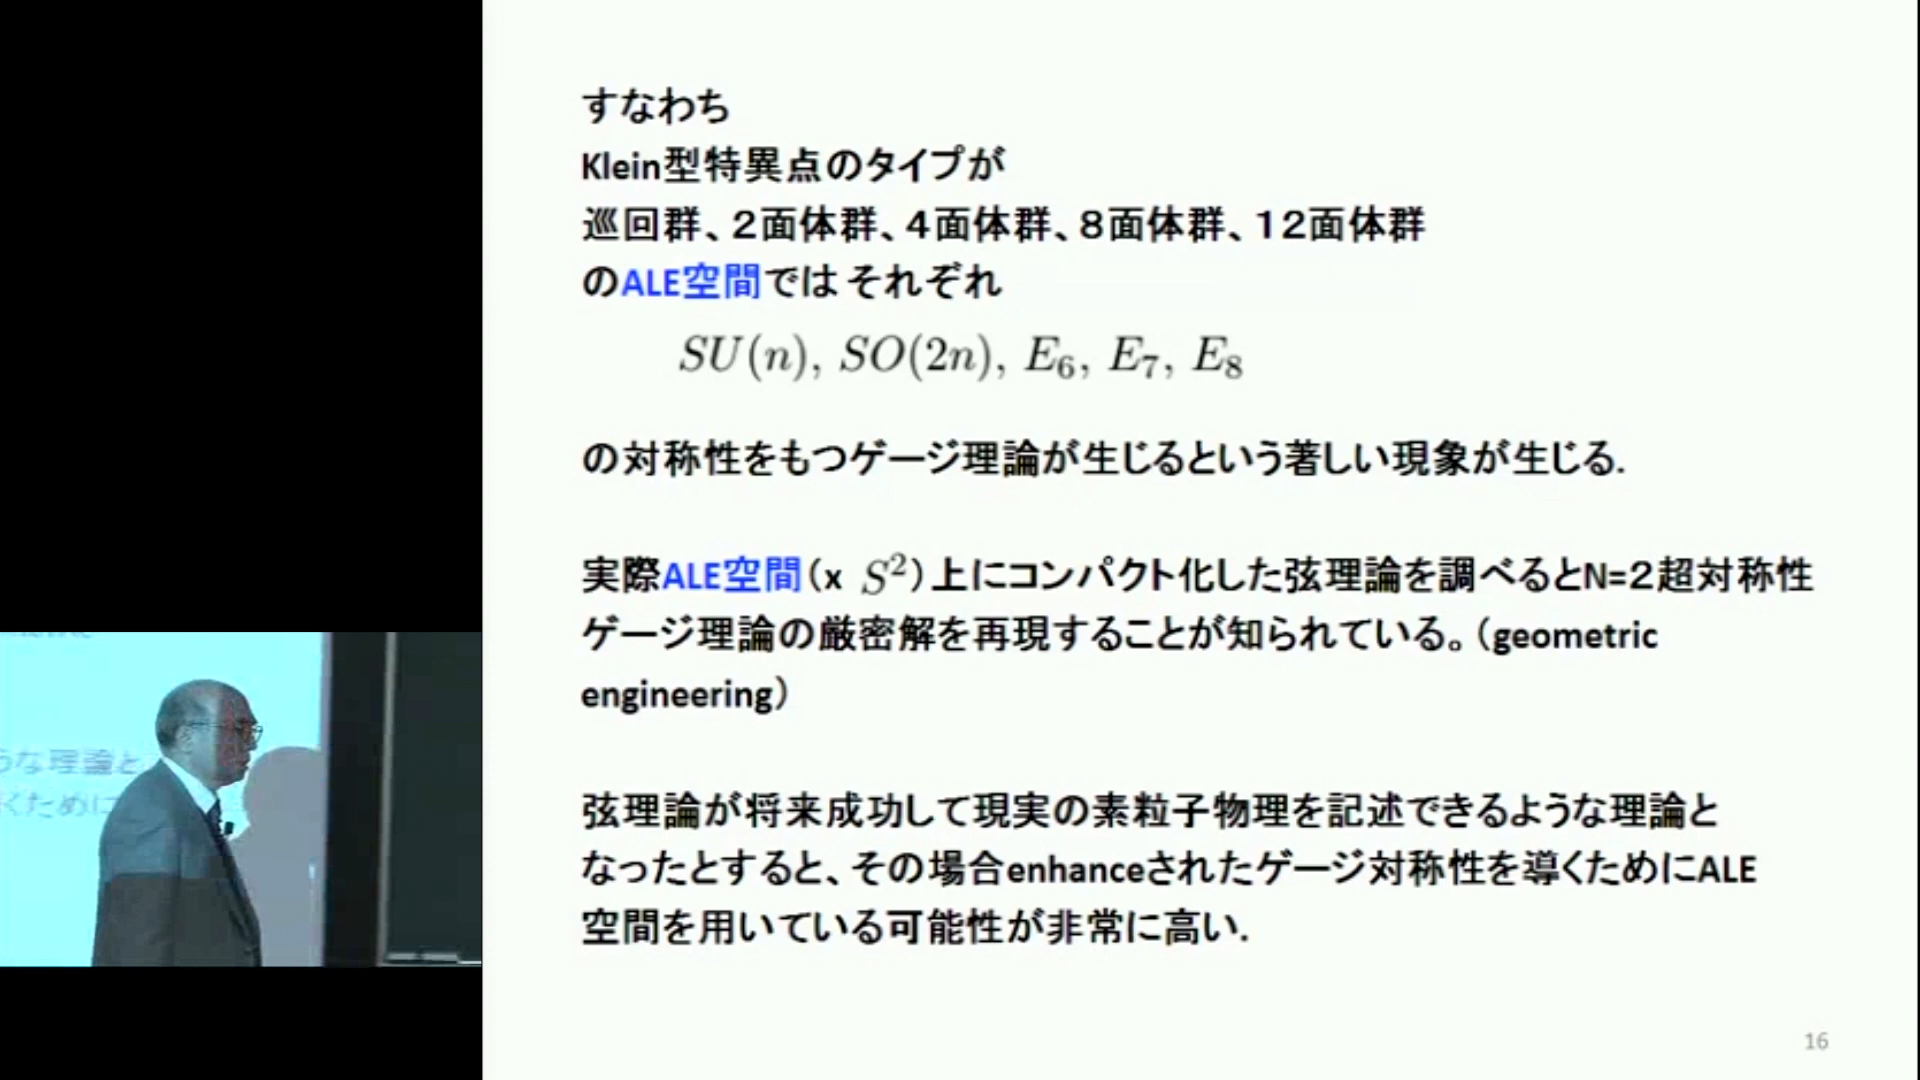 すなわち
Klein型特異点のタイプが
巡回群、2面体群、4面体群、8面体群、12面体群
のALE空間では それぞれ
SU(n), SO(2n), E₆, E₇, E₈
の対称性をもつゲージ理論が生じるという著しい現象が生じる.
実際ALE空間(x S²)上にコンパクト化した弦理論を調べるとN=2超対称性
ゲージ理論の厳密解を再現することが知られている。(geometric
engineering)
弦理論が将来成功して現実の素粒子物理を記述できるような理論と
なったとすると、その場合enhanceされたゲージ対称性を導くためにALE
空間を用いている可能性が非常に高い.
16
うな理論と
くために